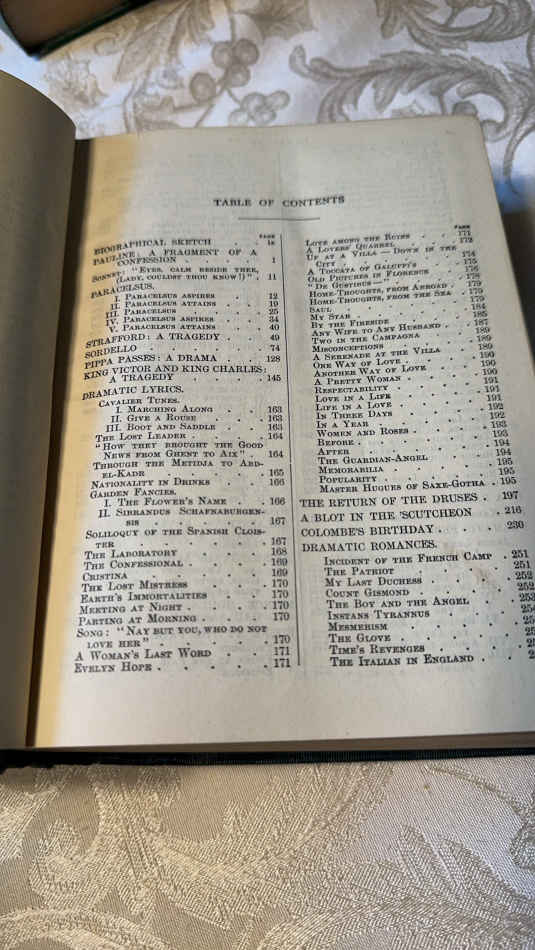 TABLE OF CONTENTS
PAGE
BIOGRAPHICAL SKETCH . . ix
PAULINE: A FRAGMENT OF A
CONFESSION . . . . 1
SONNET: "EYES, CALM BESIDE THEE,
(LADY, COULDST THOU KNOW!)" . 11
PARACELSUS.
I. PARACELSUS ASPIRES . . . 12
II. PARACELSUS ATTAINS . . . 19
III. PARACELSUS . . . . 25
IV. PARACELSUS ASPIRES . . . 34
V. PARACELSUS ATTAINS . . . 40
STRAFFORD: A TRAGEDY . . . 49
SORDELLO . . . . . 74
PIPPA PASSES: A DRAMA . . . 128
KING VICTOR AND KING CHARLES:
A TRAGEDY . . . . . 145
DRAMATIC LYRICS.
CAVALIER TUNES.
I. MARCHING ALONG . . . 163
II. GIVE A ROUSE . . . 163
III. BOOT AND SADDLE . . . 163
THE LOST LEADER . . . . 164
"HOW THEY BROUGHT THE GOOD
NEWS FROM GHENT TO AIX" . . 164
THROUGH THE METIDJA TO ABD-
EL-KADR . . . . . 165
NATIONALITY IN DRINKS . . . 166
GARDEN FANCIES.
I. THE FLOWER'S NAME . . . 166
II. SIBRANDUS SCHAFNABURGEN-
SIS . . . . . . 167
SOLILOQUY OF THE SPANISH CLOIS-
TER . . . . . . 167
THE LABORATORY . . . . 168
THE CONFESSIONAL . . . . 169
CRISTINA . . . . . 169
THE LOST MISTRESS . . . . 170
EARTH'S IMMORTALITIES . . . 170
MEETING AT NIGHT . . . . 170
PARTING AT MORNING . . . . 170
SONG: "NAY BUT YOU, WHO DO NOT
LOVE HER" . . . . . 170
A WOMAN'S LAST WORD . . . 171
EVELYN HOPE . . . . . 171
PAGE
LOVE AMONG THE RUINS . . . 171
A LOVERS' QUARREL . . . 172
UP AT A VILLA—DOWN IN THE
CITY . . . . . 174
A TOCCATA OF GALUPPI'S . . . 175
OLD PICTURES IN FLORENCE . . 176
"DE GUSTIBUS—" . . . . 178
HOME-THOUGHTS, FROM ABROAD . . 179
HOME-THOUGHTS, FROM THE SEA . . 179
SAUL . . . . . 179
MY STAR . . . . . 184
BY THE FIRESIDE . . . . 185
ANY WIFE TO ANY HUSBAND . . 187
TWO IN THE CAMPAGNA . . . 189
MISCONCEPTIONS . . . . 189
A SERENADE AT THE VILLA . . . 189
ONE WAY OF LOVE . . . . 190
ANOTHER WAY OF LOVE . . . 190
A PRETTY WOMAN . . . . 190
RESPECTABILITY . . . . 191
LOVE IN A LIFE . . . . 191
LIFE IN A LOVE . . . . 191
IN THREE DAYS . . . . 192
IN A YEAR . . . . . 192
WOMEN AND ROSES . . . . 193
BEFORE . . . . . 193
AFTER . . . . . 194
THE GUARDIAN-ANGEL . . . 194
MEMORABILIA . . . . . 195
POPULARITY . . . . . 195
MASTER HUGUES OF SAXE-GOTHA . 195
THE RETURN OF THE DRUSES . 197
A BLOT IN THE 'SCUTCHEON . 216
COLOMBE'S BIRTHDAY . . . 230
DRAMATIC ROMANCES.
INCIDENT OF THE FRENCH CAMP . 251
THE PATRIOT . . . . 251
MY LAST DUCHESS . . . . 252
COUNT GISMOND . . . . 252
THE BOY AND THE ANGEL . . . 253
INSTANS TYRANNUS . . . .
MESMERISM . . . . .
THE GLOVE . . . . .
TIME'S REVENGES . . . .
THE ITALIAN IN ENGLAND . . .